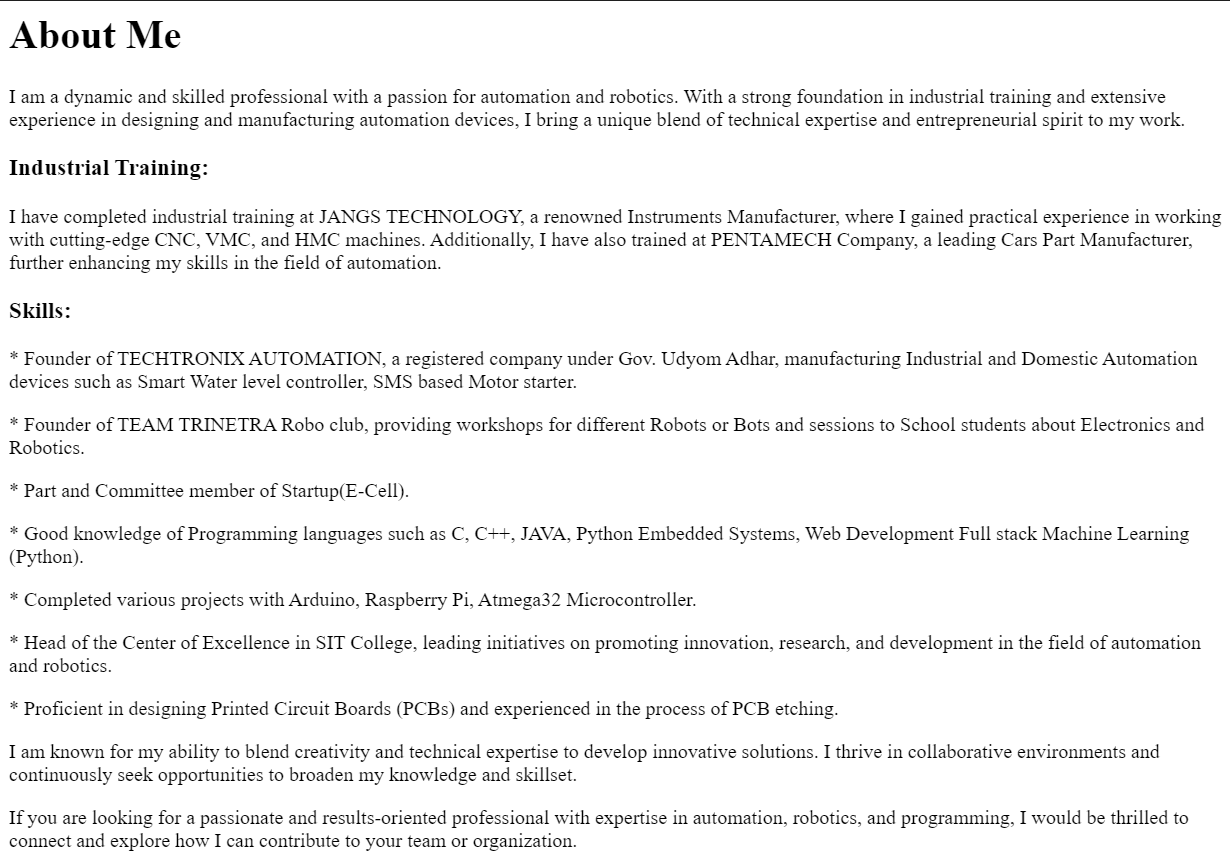 About Me
I am a dynamic and skilled professional with a passion for automation and robotics. With a strong foundation in industrial training and extensive
experience in designing and manufacturing automation devices, I bring a unique blend of technical expertise and entrepreneurial spirit to my work.
Industrial Training:
I have completed industrial training at JANGS TECHNOLOGY, a renowned Instruments Manufacturer, where I gained practical experience in working
with cutting-edge CNC, VMC, and HMC machines. Additionally, I have also trained at PENTAMECH Company, a leading Cars Part Manufacturer,
further enhancing my skills in the field of automation.
Skills:
* Founder of TECHTRONIX AUTOMATION, a registered company under Gov. Udyom Adhar, manufacturing Industrial and Domestic Automation
devices such as Smart Water level controller, SMS based Motor starter.
* Founder of TEAM TRINETRA Robo club, providing workshops for different Robots or Bots and sessions to School students about Electronics and
Robotics.
* Part and Committee member of Startup(E-Cell).
* Good knowledge of Programming languages such as C, C++, JAVA, Python Embedded Systems, Web Development Full stack Machine Learning
(Python).
* Completed various projects with Arduino, Raspberry Pi, Atmega32 Microcontroller.
* Head of the Center of Excellence in SIT College, leading initiatives on promoting innovation, research, and development in the field of automation
and robotics.
* Proficient in designing Printed Circuit Boards (PCBs) and experienced in the process of PCB etching.
I am known for my ability to blend creativity and technical expertise to develop innovative solutions. I thrive in collaborative environments and
continuously seek opportunities to broaden my knowledge and skillset.
If you are looking for a passionate and results-oriented professional with expertise in automation, robotics, and programming, I would be thrilled to
connect and explore how I can contribute to your team or organization.